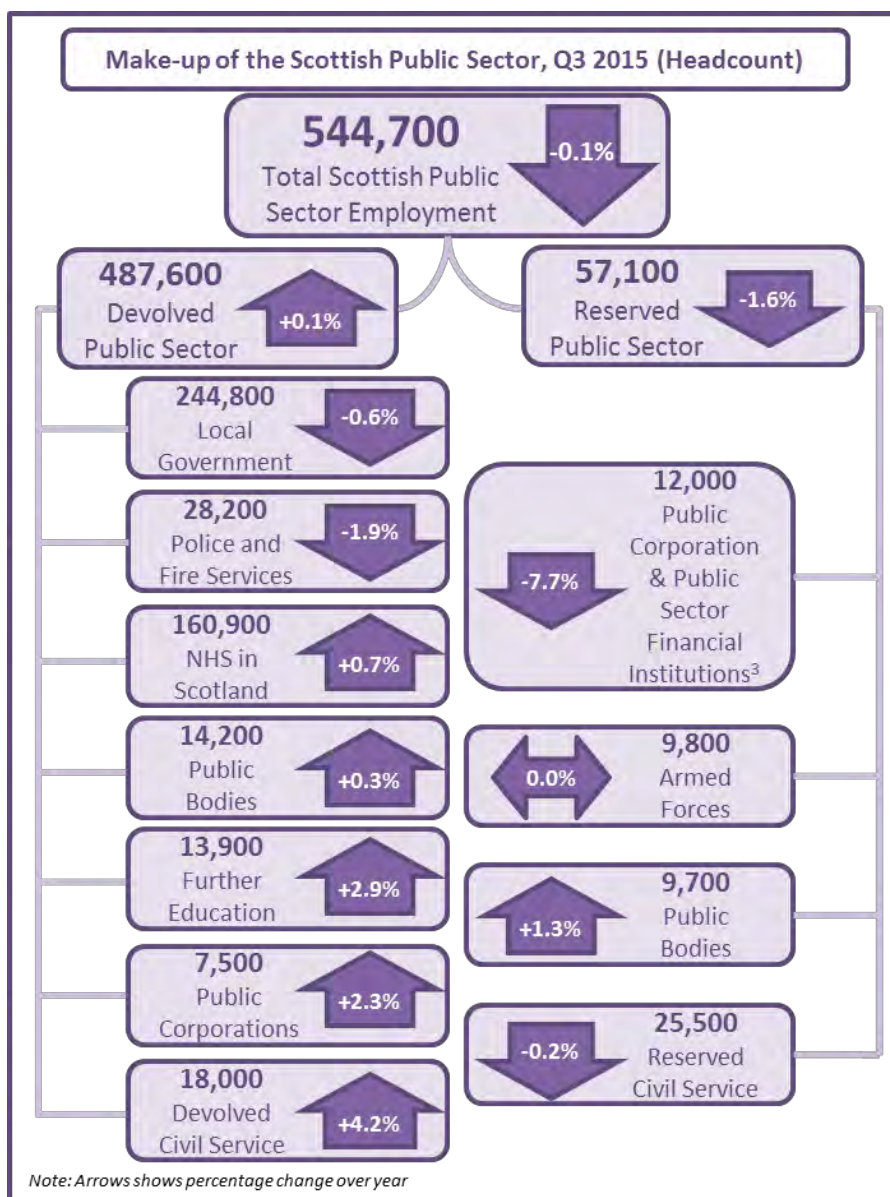 Make-up of the Scottish Public Sector, Q3 2015 (Headcount)
544,700
Total Scottish Public
Sector Employment
-0.1%
487,600
Devolved
Public Sector
+0.1%
57,100
Reserved
Public Sector
-1.6%
244,800
Local
Government
-0.6%
28,200
Police and
Fire Services
-1.9%
160,900
NHS in
Scotland
+0.7%
14,200
Public
Bodies
+0.3%
13,900
Further
Education
+2.9%
7,500
Public
Corporations
+2.3%
18,000
Devolved
Civil Service
+4.2%
12,000
Public
Corporation
& Public
Sector
Financial
Institutions³
-7.7%
9,800
Armed
Forces
0.0%
9,700
Public
Bodies
+1.3%
25,500
Reserved
Civil Service
-0.2%
Note: Arrows shows percentage change over year